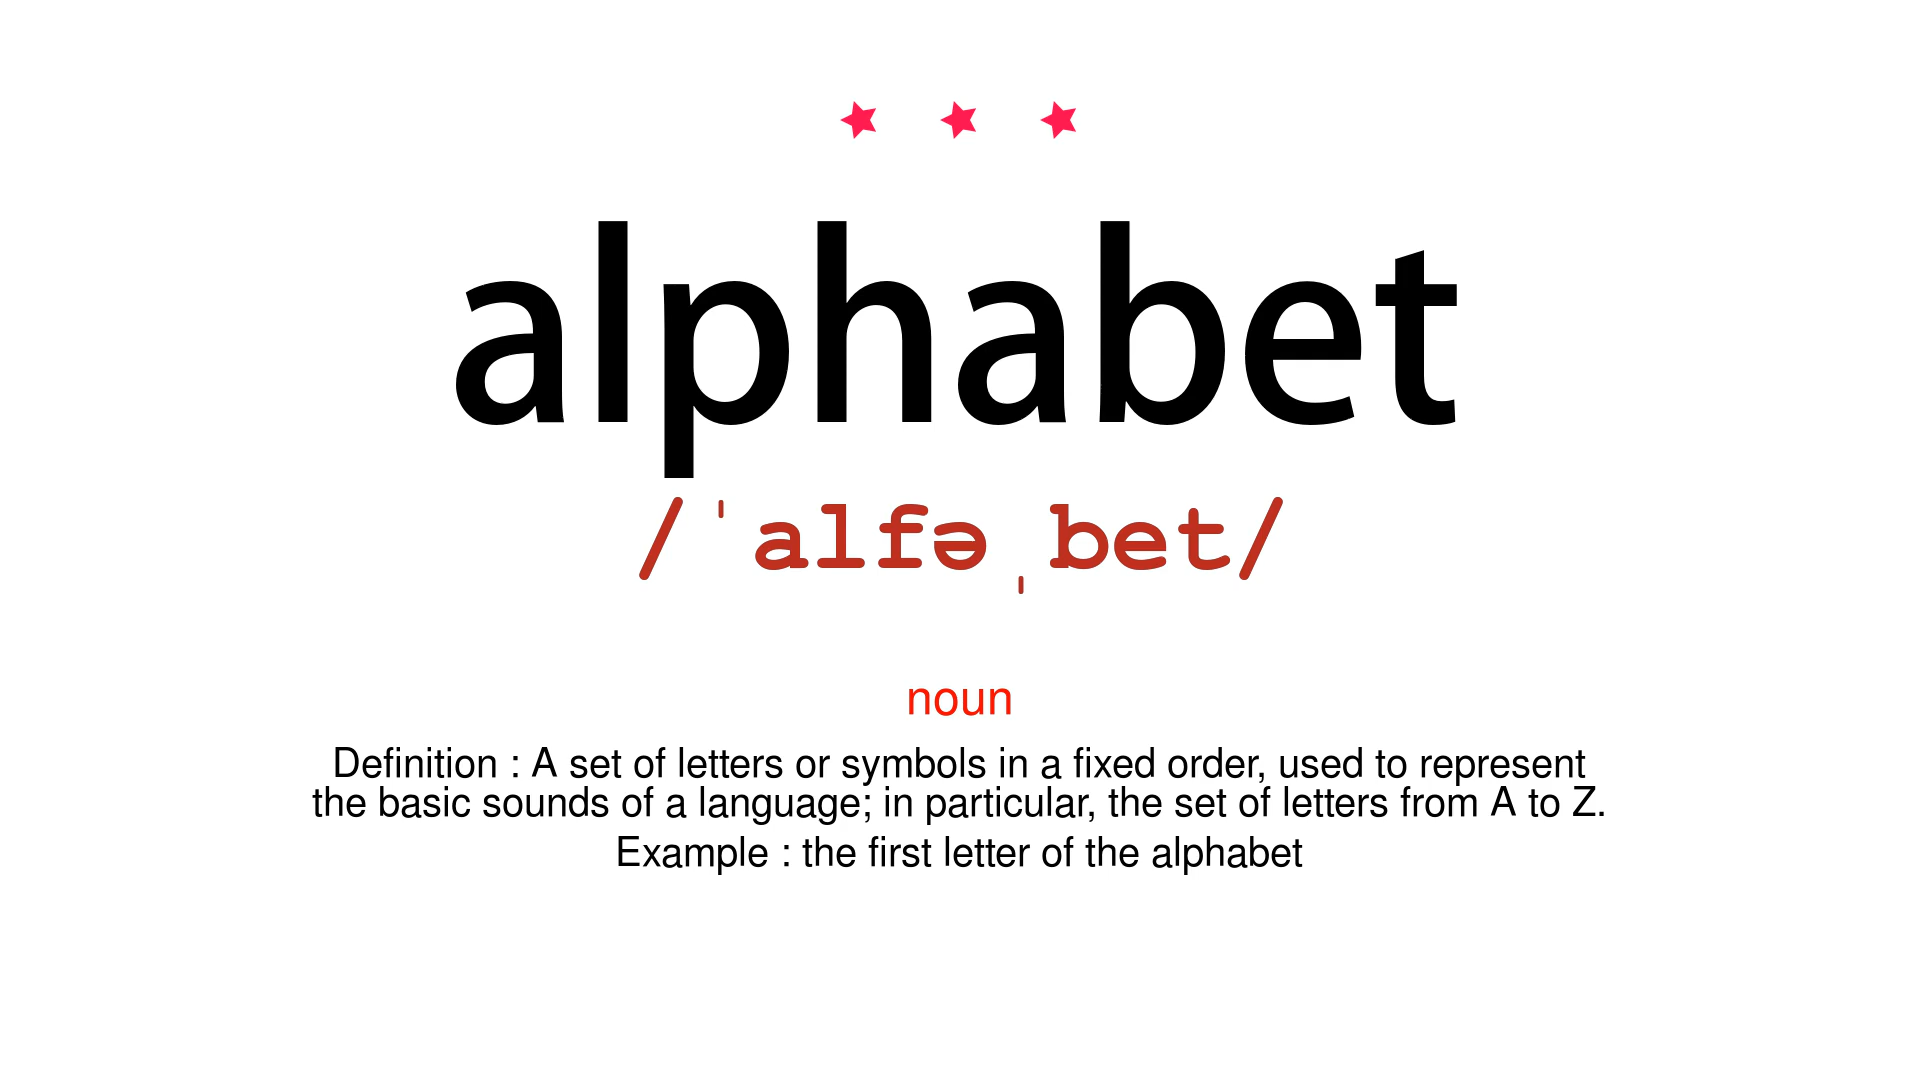 alphabet
/ˈalfəˌbet/
noun
Definition : A set of letters or symbols in a fixed order, used to represent
the basic sounds of a language; in particular, the set of letters from A to Z.
Example : the first letter of the alphabet